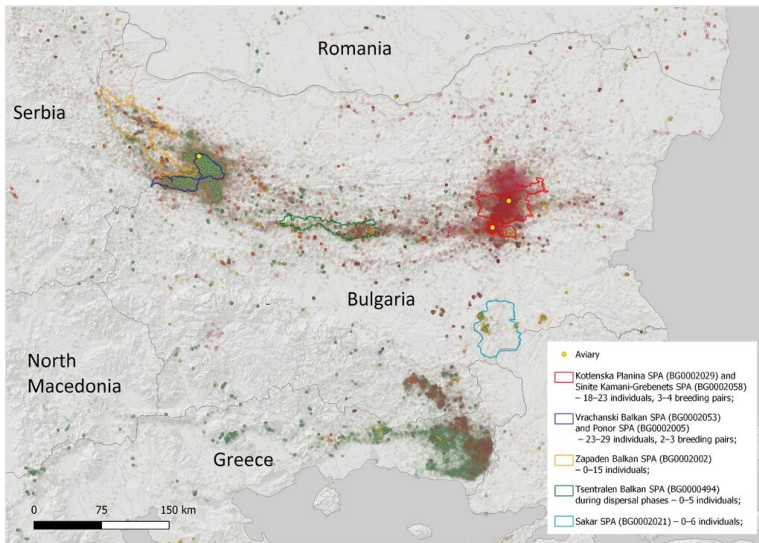 Romania
Serbia
Bulgaria
North
Macedonia
Greece
0 75 150 km
Aviary
Kotlenska Planina SPA (BG0002029) and
Sinite Kamani-Grebenets SPA (BG0002058)
– 18–23 individuals, 3–4 breeding pairs;
Vrachanski Balkan SPA (BG0002053)
and Ponor SPA (BG0002005)
– 23–29 individuals, 2–3 breeding pairs;
Zapaden Balkan SPA (BG0002002)
– 0–15 individuals;
Tsentralen Balkan SPA (BG0000494)
during dispersal phases – 0–5 individuals;
Sakar SPA (BG0002021) – 0–6 individuals;